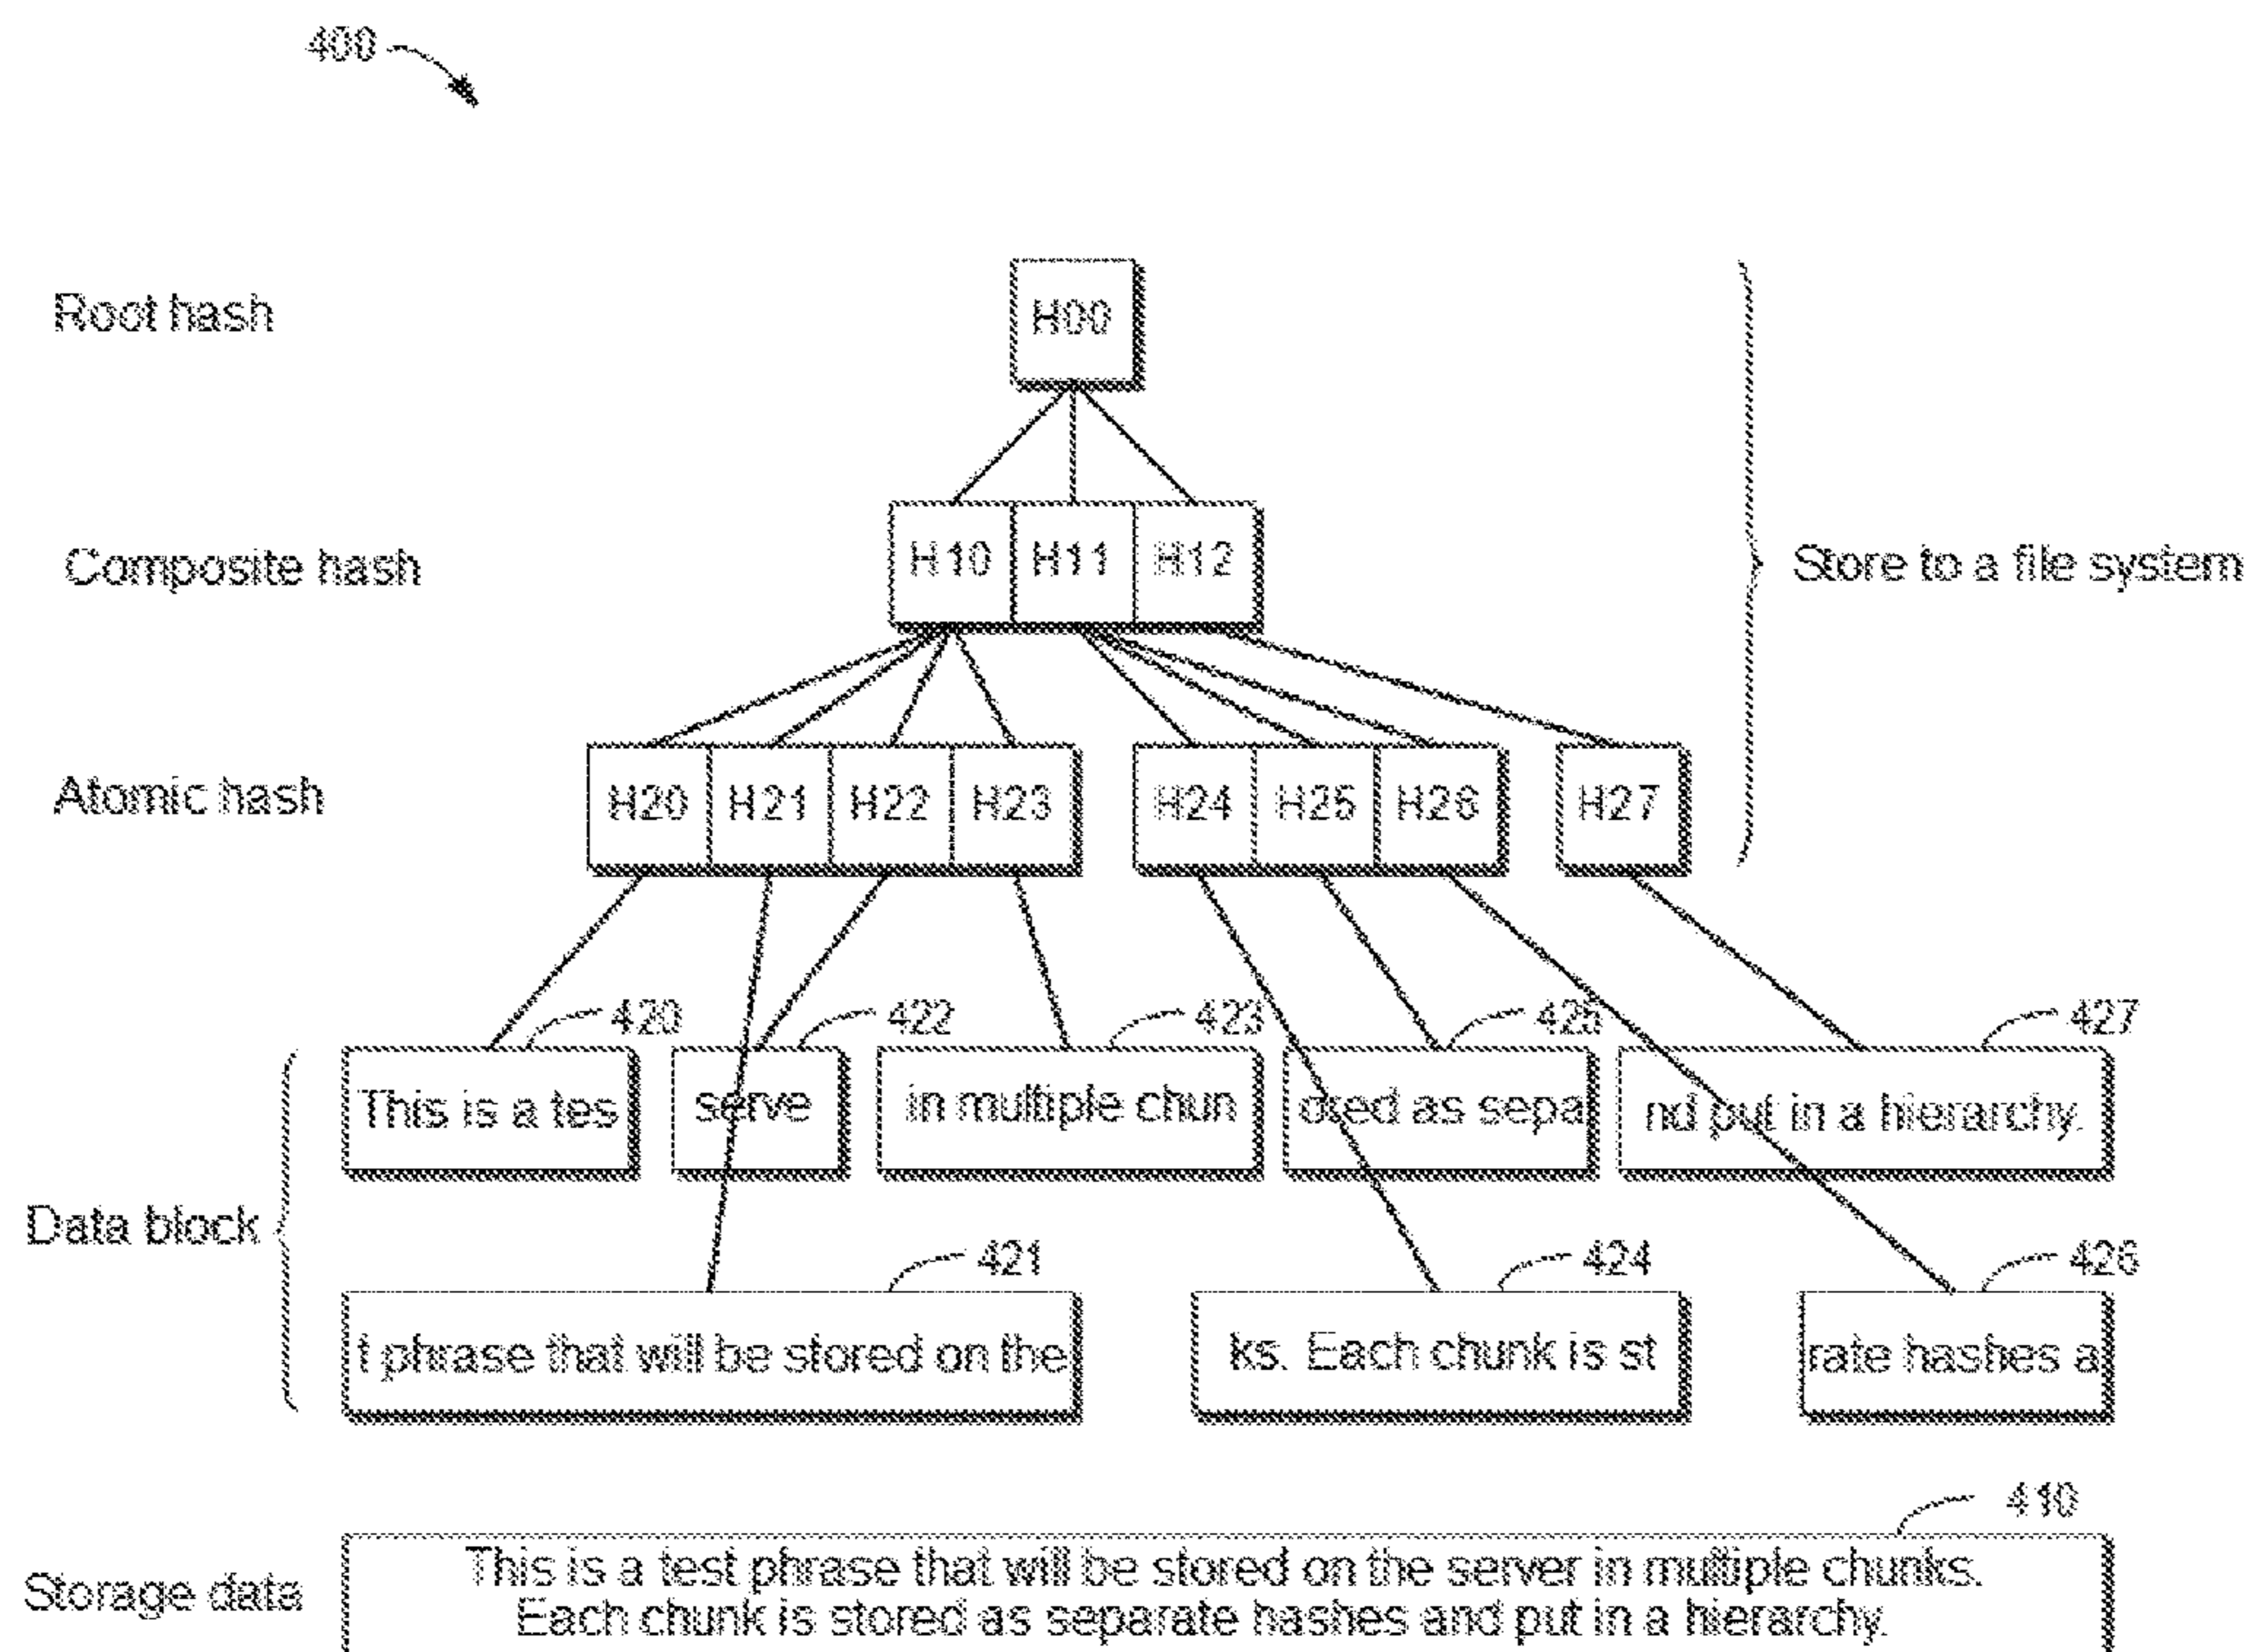 400
Root hash
H00
Composite hash
H10 H11 H12
Store to a file system
Atomic hash
H20 H21 H22 H23 H24 H25 H26 H27
420 422 423 425 427
This is a tes serve in multiple chun ored as sepa nd put in a hierarchy.
Data block
421 424 426
t phrase that will be stored on the ks. Each chunk is st rate hashes a
410
Storage data
This is a test phrase that will be stored on the server in multiple chunks.
Each chunk is stored as separate hashes and put in a hierarchy.